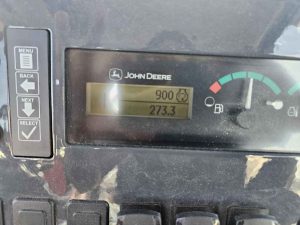 MENU
BACK
NEXT
SELECT
JOHN DEERE
900
273.3